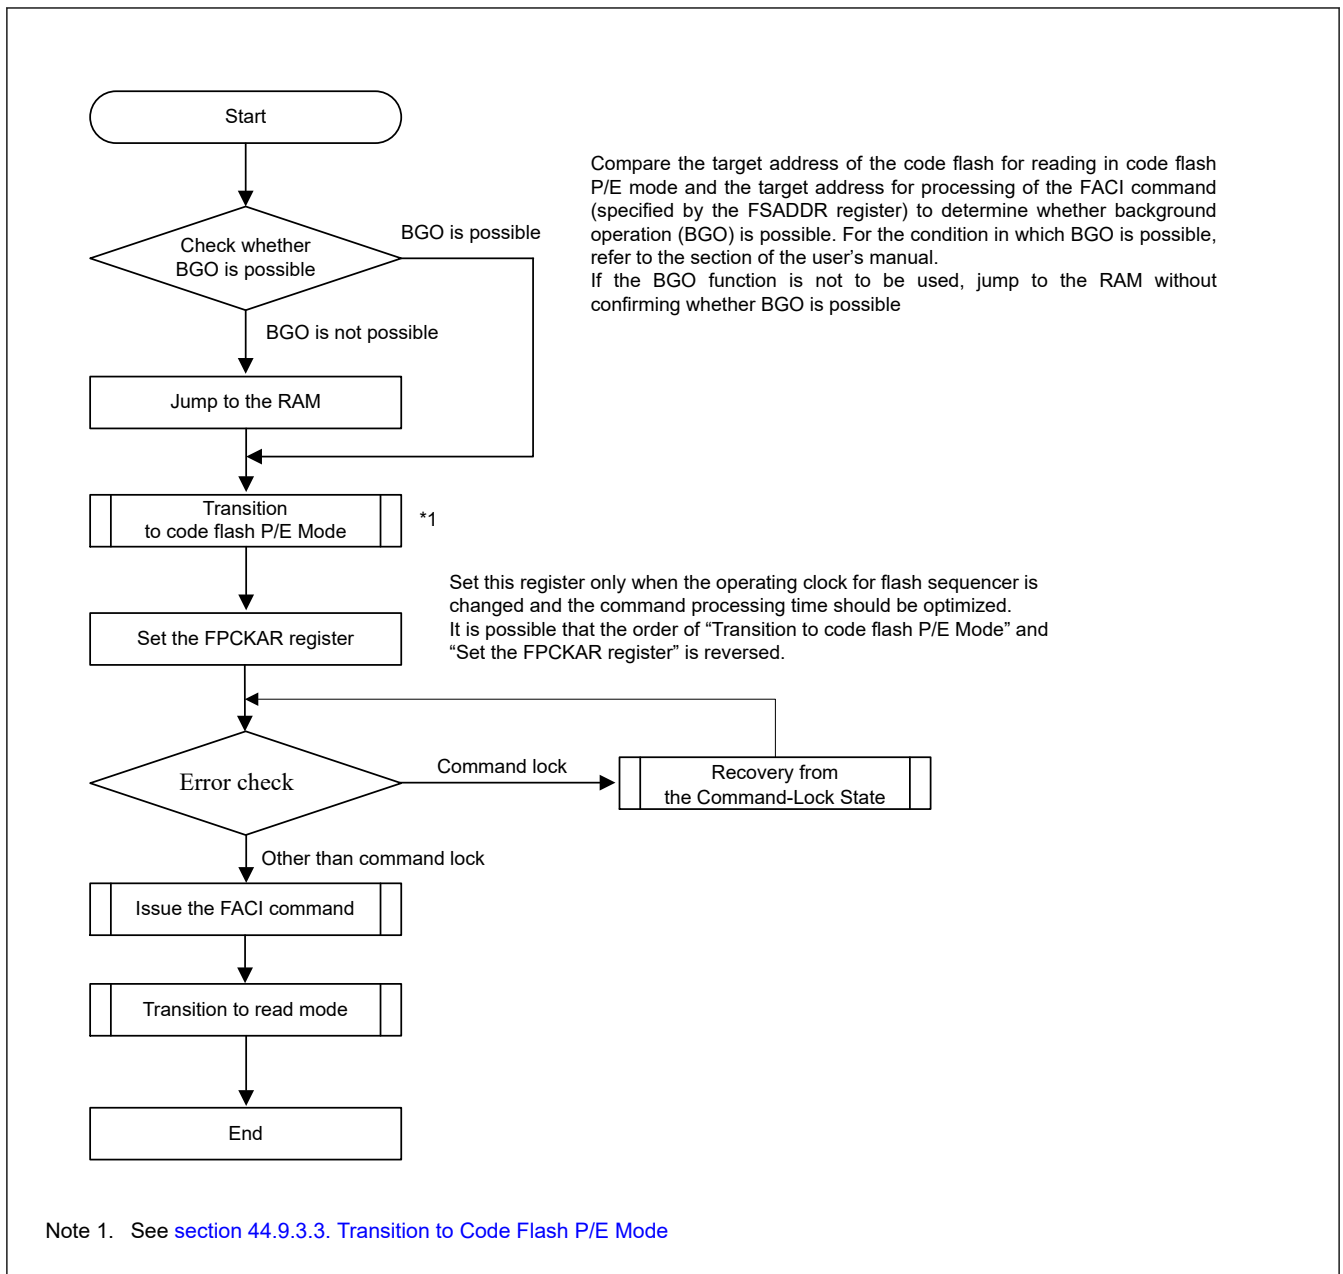 Start
Compare the target address of the code flash for reading in code flash
P/E mode and the target address for processing of the FACI command
(specified by the FSADDR register) to determine whether background
operation (BGO) is possible. For the condition in which BGO is possible,
refer to the section of the user's manual.
If the BGO function is not to be used, jump to the RAM without
confirming whether BGO is possible
Check whether
BGO is possible
BGO is possible
BGO is not possible
Jump to the RAM
Transition
to code flash P/E Mode
*1
Set this register only when the operating clock for flash sequencer is
changed and the command processing time should be optimized.
It is possible that the order of “Transition to code flash P/E Mode” and
“Set the FPCKAR register” is reversed.
Set the FPCKAR register
Error check
Command lock
Recovery from
the Command-Lock State
Other than command lock
Issue the FACI command
Transition to read mode
End
Note 1. See section 44.9.3.3. Transition to Code Flash P/E Mode